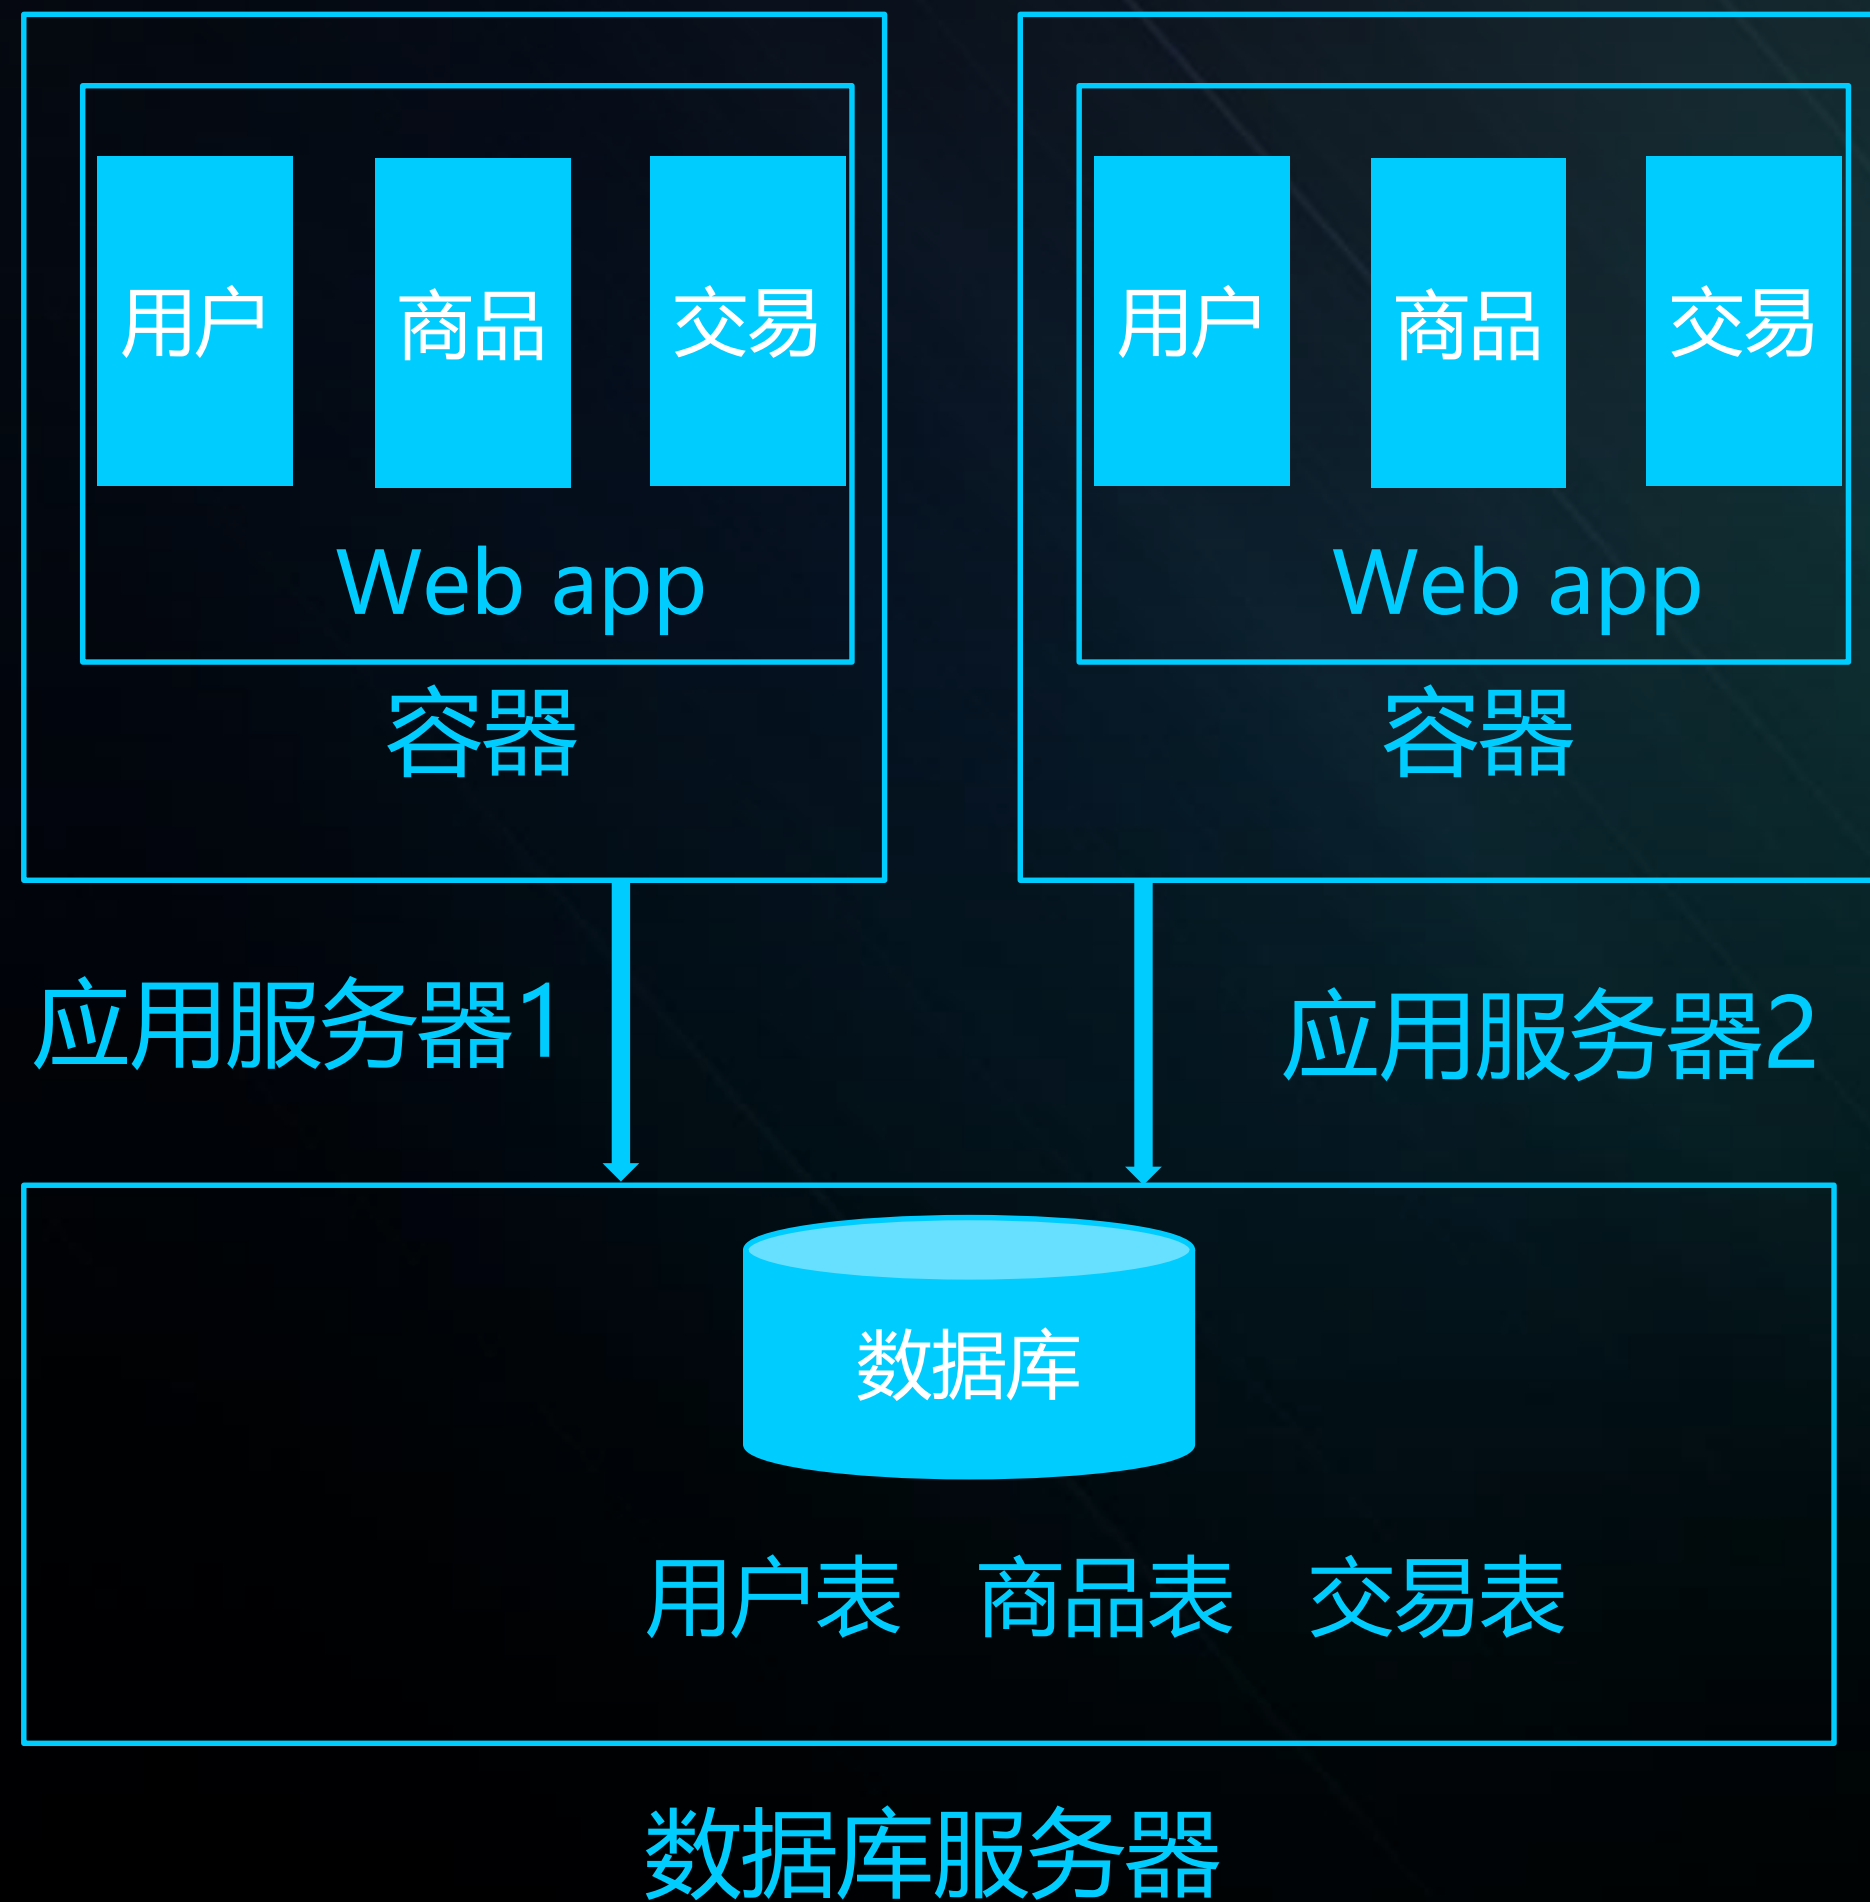 用户 商品 交易
Web app
容器
用户 商品 交易
Web app
容器
应用服务器1
应用服务器2
数据库
用户表 商品表 交易表
数据库服务器